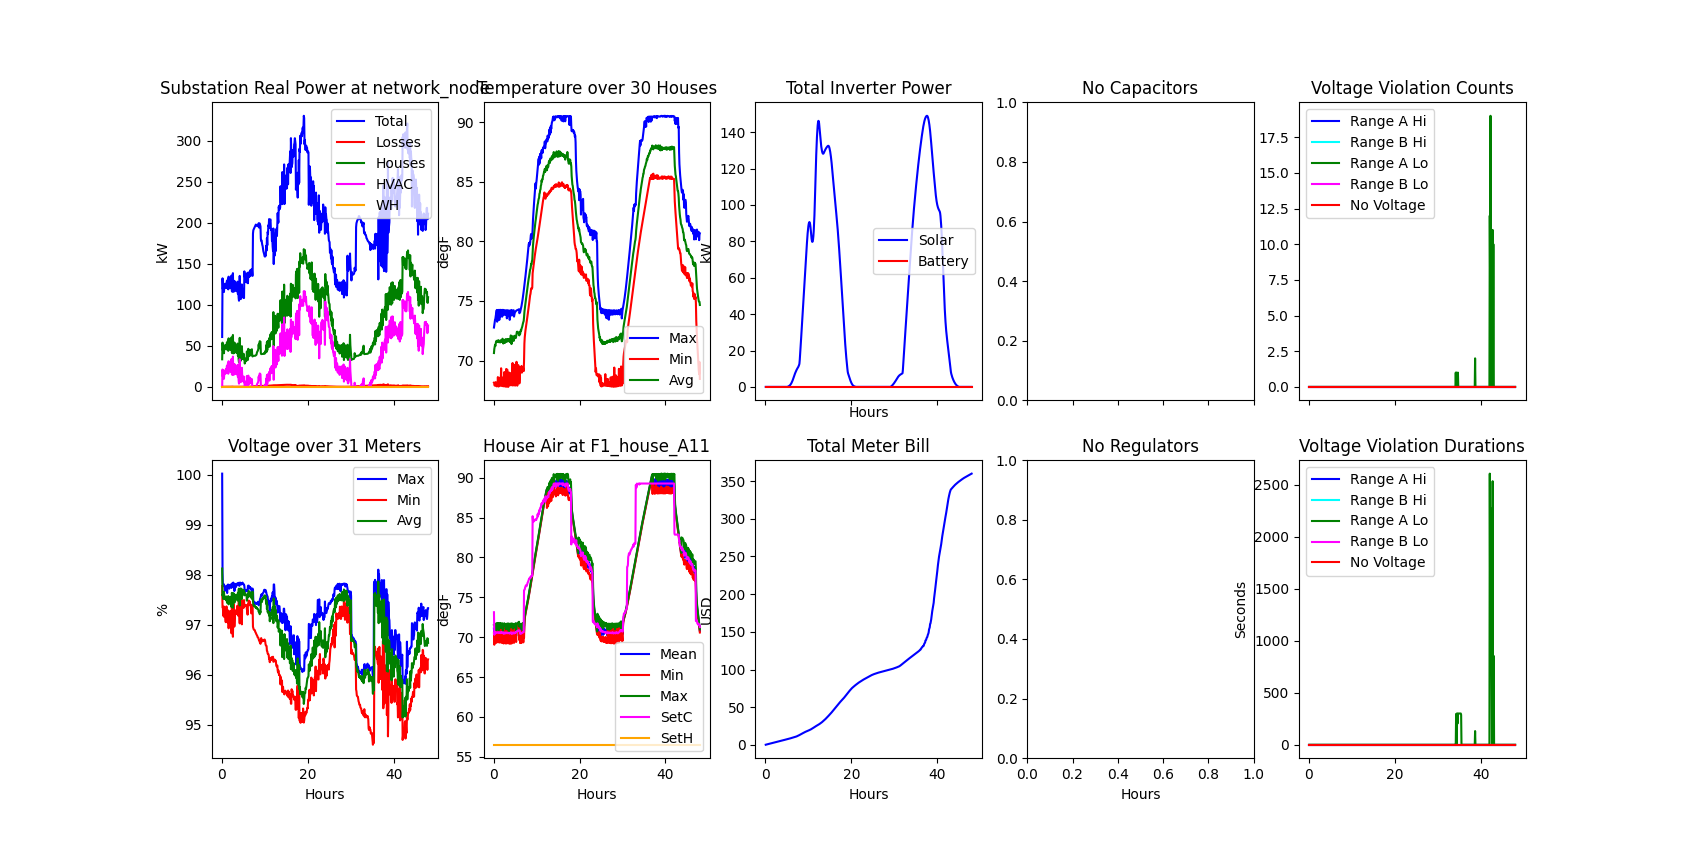 Substation Real Power at network_node
Temperature over 30 Houses
Total Inverter Power
No Capacitors
Voltage Violation Counts
kW
300
250
200
150
100
50
0
Total
Losses
Houses
HVAC
WH
degF
90
85
80
75
70
Max
Min
Avg
kW
140
120
100
80
60
40
20
0
Solar
Battery
Hours
1.0
0.8
0.6
0.4
0.2
0.0
17.5
15.0
12.5
10.0
7.5
5.0
2.5
0.0
Range A Hi
Range B Hi
Range A Lo
Range B Lo
No Voltage
Voltage over 31 Meters
House Air at F1_house_A11
Total Meter Bill
No Regulators
Voltage Violation Durations
%
100
99
98
97
96
95
Max
Min
Avg
0 20 40
Hours
degF
90
85
80
75
70
65
60
55
Mean
Min
Max
SetC
SetH
0 20 40
Hours
USD
350
300
250
200
150
100
50
0
0 20 40
Hours
1.0
0.8
0.6
0.4
0.2
0.0
0.0 0.2 0.4 0.6 0.8 1.0
Hours
Seconds
2500
2000
1500
1000
500
0
Range A Hi
Range B Hi
Range A Lo
Range B Lo
No Voltage
0 20 40